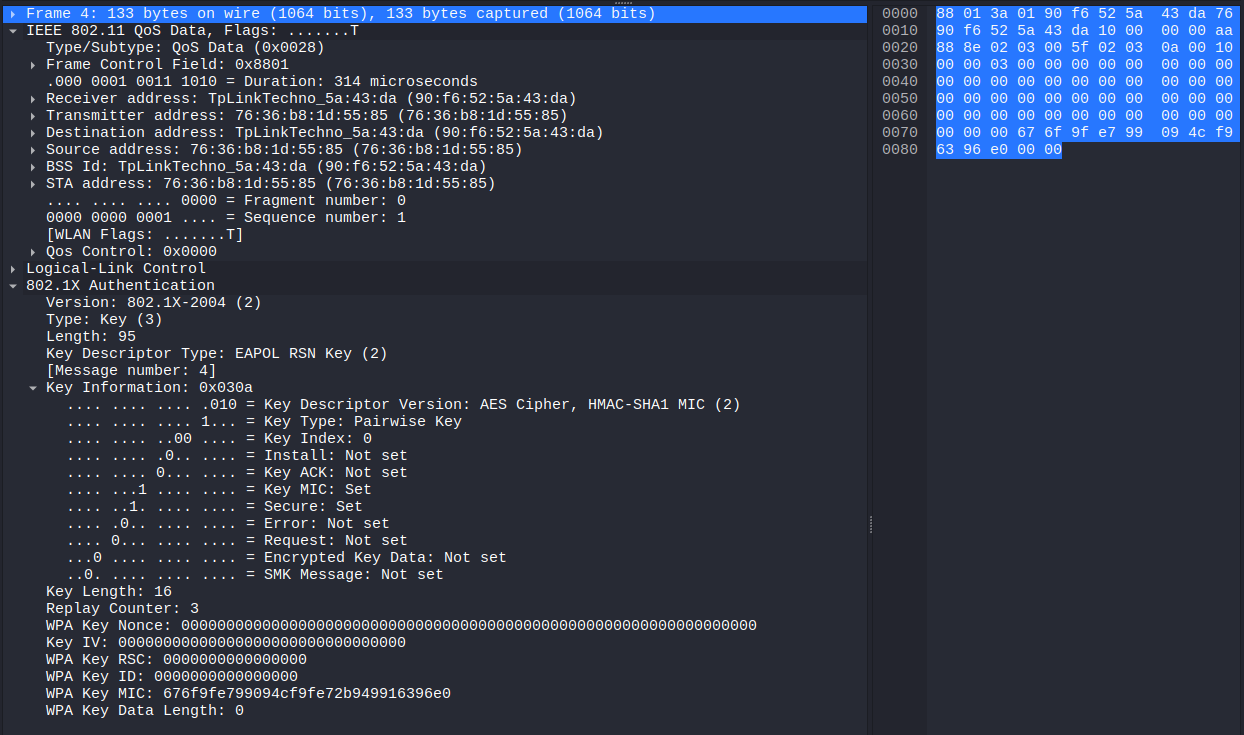 Frame 4: 133 bytes on wire (1064 bits), 133 bytes captured (1064 bits)
IEEE 802.11 QoS Data, Flags: .......T
Type/Subtype: QoS Data (0x0028)
Frame Control Field: 0x8801
.000 0001 0011 1010 = Duration: 314 microseconds
Receiver address: TpLinkTechno_5a:43:da (90:f6:52:5a:43:da)
Transmitter address: 76:36:b8:1d:55:85 (76:36:b8:1d:55:85)
Destination address: TpLinkTechno_5a:43:da (90:f6:52:5a:43:da)
Source address: 76:36:b8:1d:55:85 (76:36:b8:1d:55:85)
BSS Id: TpLinkTechno_5a:43:da (90:f6:52:5a:43:da)
STA address: 76:36:b8:1d:55:85 (76:36:b8:1d:55:85)
.... .... .... 0000 = Fragment number: 0
0000 0000 0001 .... = Sequence number: 1
[WLAN Flags: .......T]
Qos Control: 0x0000
Logical-Link Control
802.1X Authentication
Version: 802.1X-2004 (2)
Type: Key (3)
Length: 95
Key Descriptor Type: EAPOL RSN Key (2)
[Message number: 4]
Key Information: 0x030a
.... .... .... .010 = Key Descriptor Version: AES Cipher, HMAC-SHA1 MIC (2)
.... .... .... 1... = Key Type: Pairwise Key
.... .... ..00 .... = Key Index: 0
.... .... .0.. .... = Install: Not set
.... .... 0... .... = Key ACK: Not set
.... ...1 .... .... = Key MIC: Set
.... ..1. .... .... = Secure: Set
.... .0.. .... .... = Error: Not set
.... 0... .... .... = Request: Not set
...0 .... .... .... = Encrypted Key Data: Not set
..0. .... .... .... = SMK Message: Not set
Key Length: 16
Replay Counter: 3
WPA Key Nonce: 0000000000000000000000000000000000000000000000000000000000000000
Key IV: 00000000000000000000000000000000
WPA Key RSC: 0000000000000000
WPA Key ID: 0000000000000000
WPA Key MIC: 676f9fe799094cf9fe72b949916396e0
WPA Key Data Length: 0
0000 88 01 3a 01 90 f6 52 5a 43 da 76
0010 90 f6 52 5a 43 da 10 00 00 00 aa
0020 88 8e 02 03 00 5f 02 03 0a 00 10
0030 00 00 03 00 00 00 00 00 00 00 00
0040 00 00 00 00 00 00 00 00 00 00 00
0050 00 00 00 00 00 00 00 00 00 00 00
0060 00 00 00 00 00 00 00 00 00 00 00
0070 00 00 00 67 6f 9f e7 99 09 4c f9
0080 63 96 e0 00 00